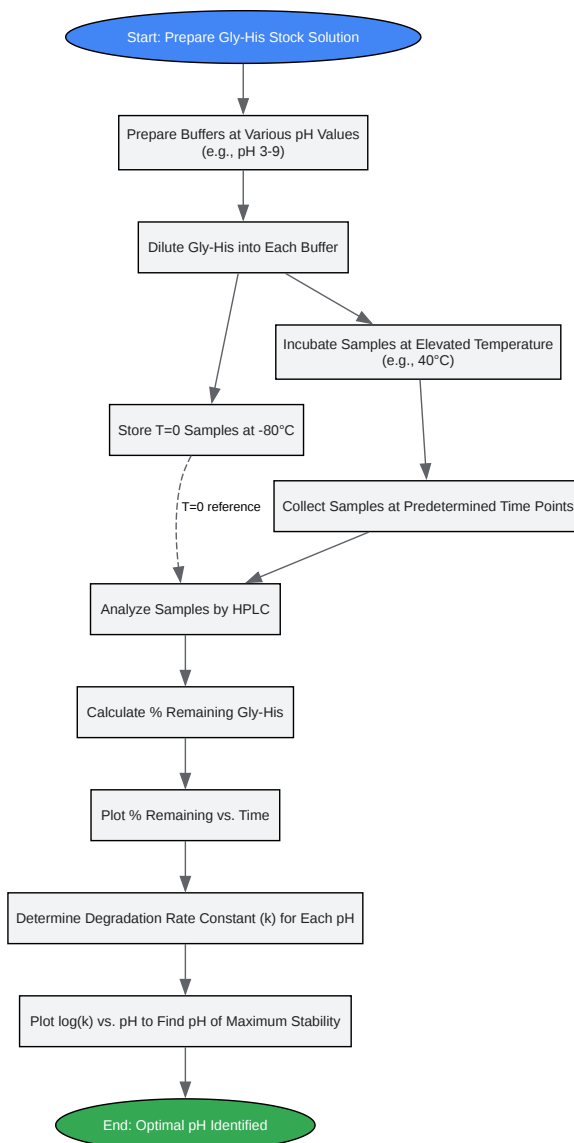 Start: Prepare Gly-His Stock Solution
Prepare Buffers at Various pH Values
(e.g., pH 3-9)
Dilute Gly-His into Each Buffer
Incubate Samples at Elevated Temperature
(e.g., 40°C)
Store T=0 Samples at -80°C
T=0 reference
Collect Samples at Predetermined Time Points
Analyze Samples by HPLC
Calculate % Remaining Gly-His
Plot % Remaining vs. Time
Determine Degradation Rate Constant (k) for Each pH
Plot log(k) vs. pH to Find pH of Maximum Stability
End: Optimal pH Identified